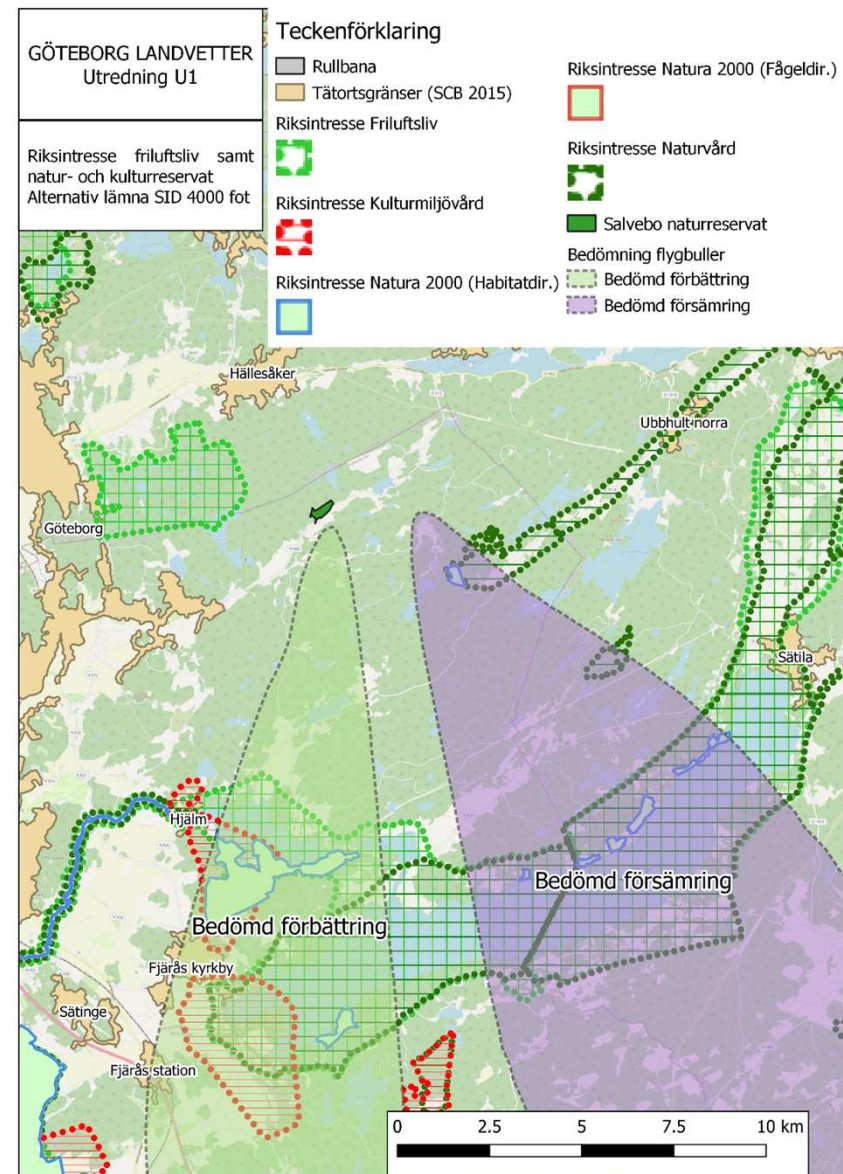 GÖTEBORG LANDVETTER
Utredning U1
Riksintresse friluftsliv samt
natur- och kulturreservat
Alternativ lämna SID 4000 fot
Teckenförklaring
Rullbana
Tätortsgränser (SCB 2015)
Riksintresse Friluftsliv
Riksintresse Kulturmiljövård
Riksintresse Natura 2000 (Habitatdir.)
Riksintresse Natura 2000 (Fågeldir.)
Riksintresse Naturvård
Salvebo naturreservat
Bedömning flygbuller
Bedömd förbättring
Bedömd försämring
Hällesåker
Ubbhult norra
Göteborg
Sätila
Hjälm
Bedömd försämring
Bedömd förbättring
Fjärås kyrkby
Sätinge
Fjärås station
0 2.5 5 7.5 10 km